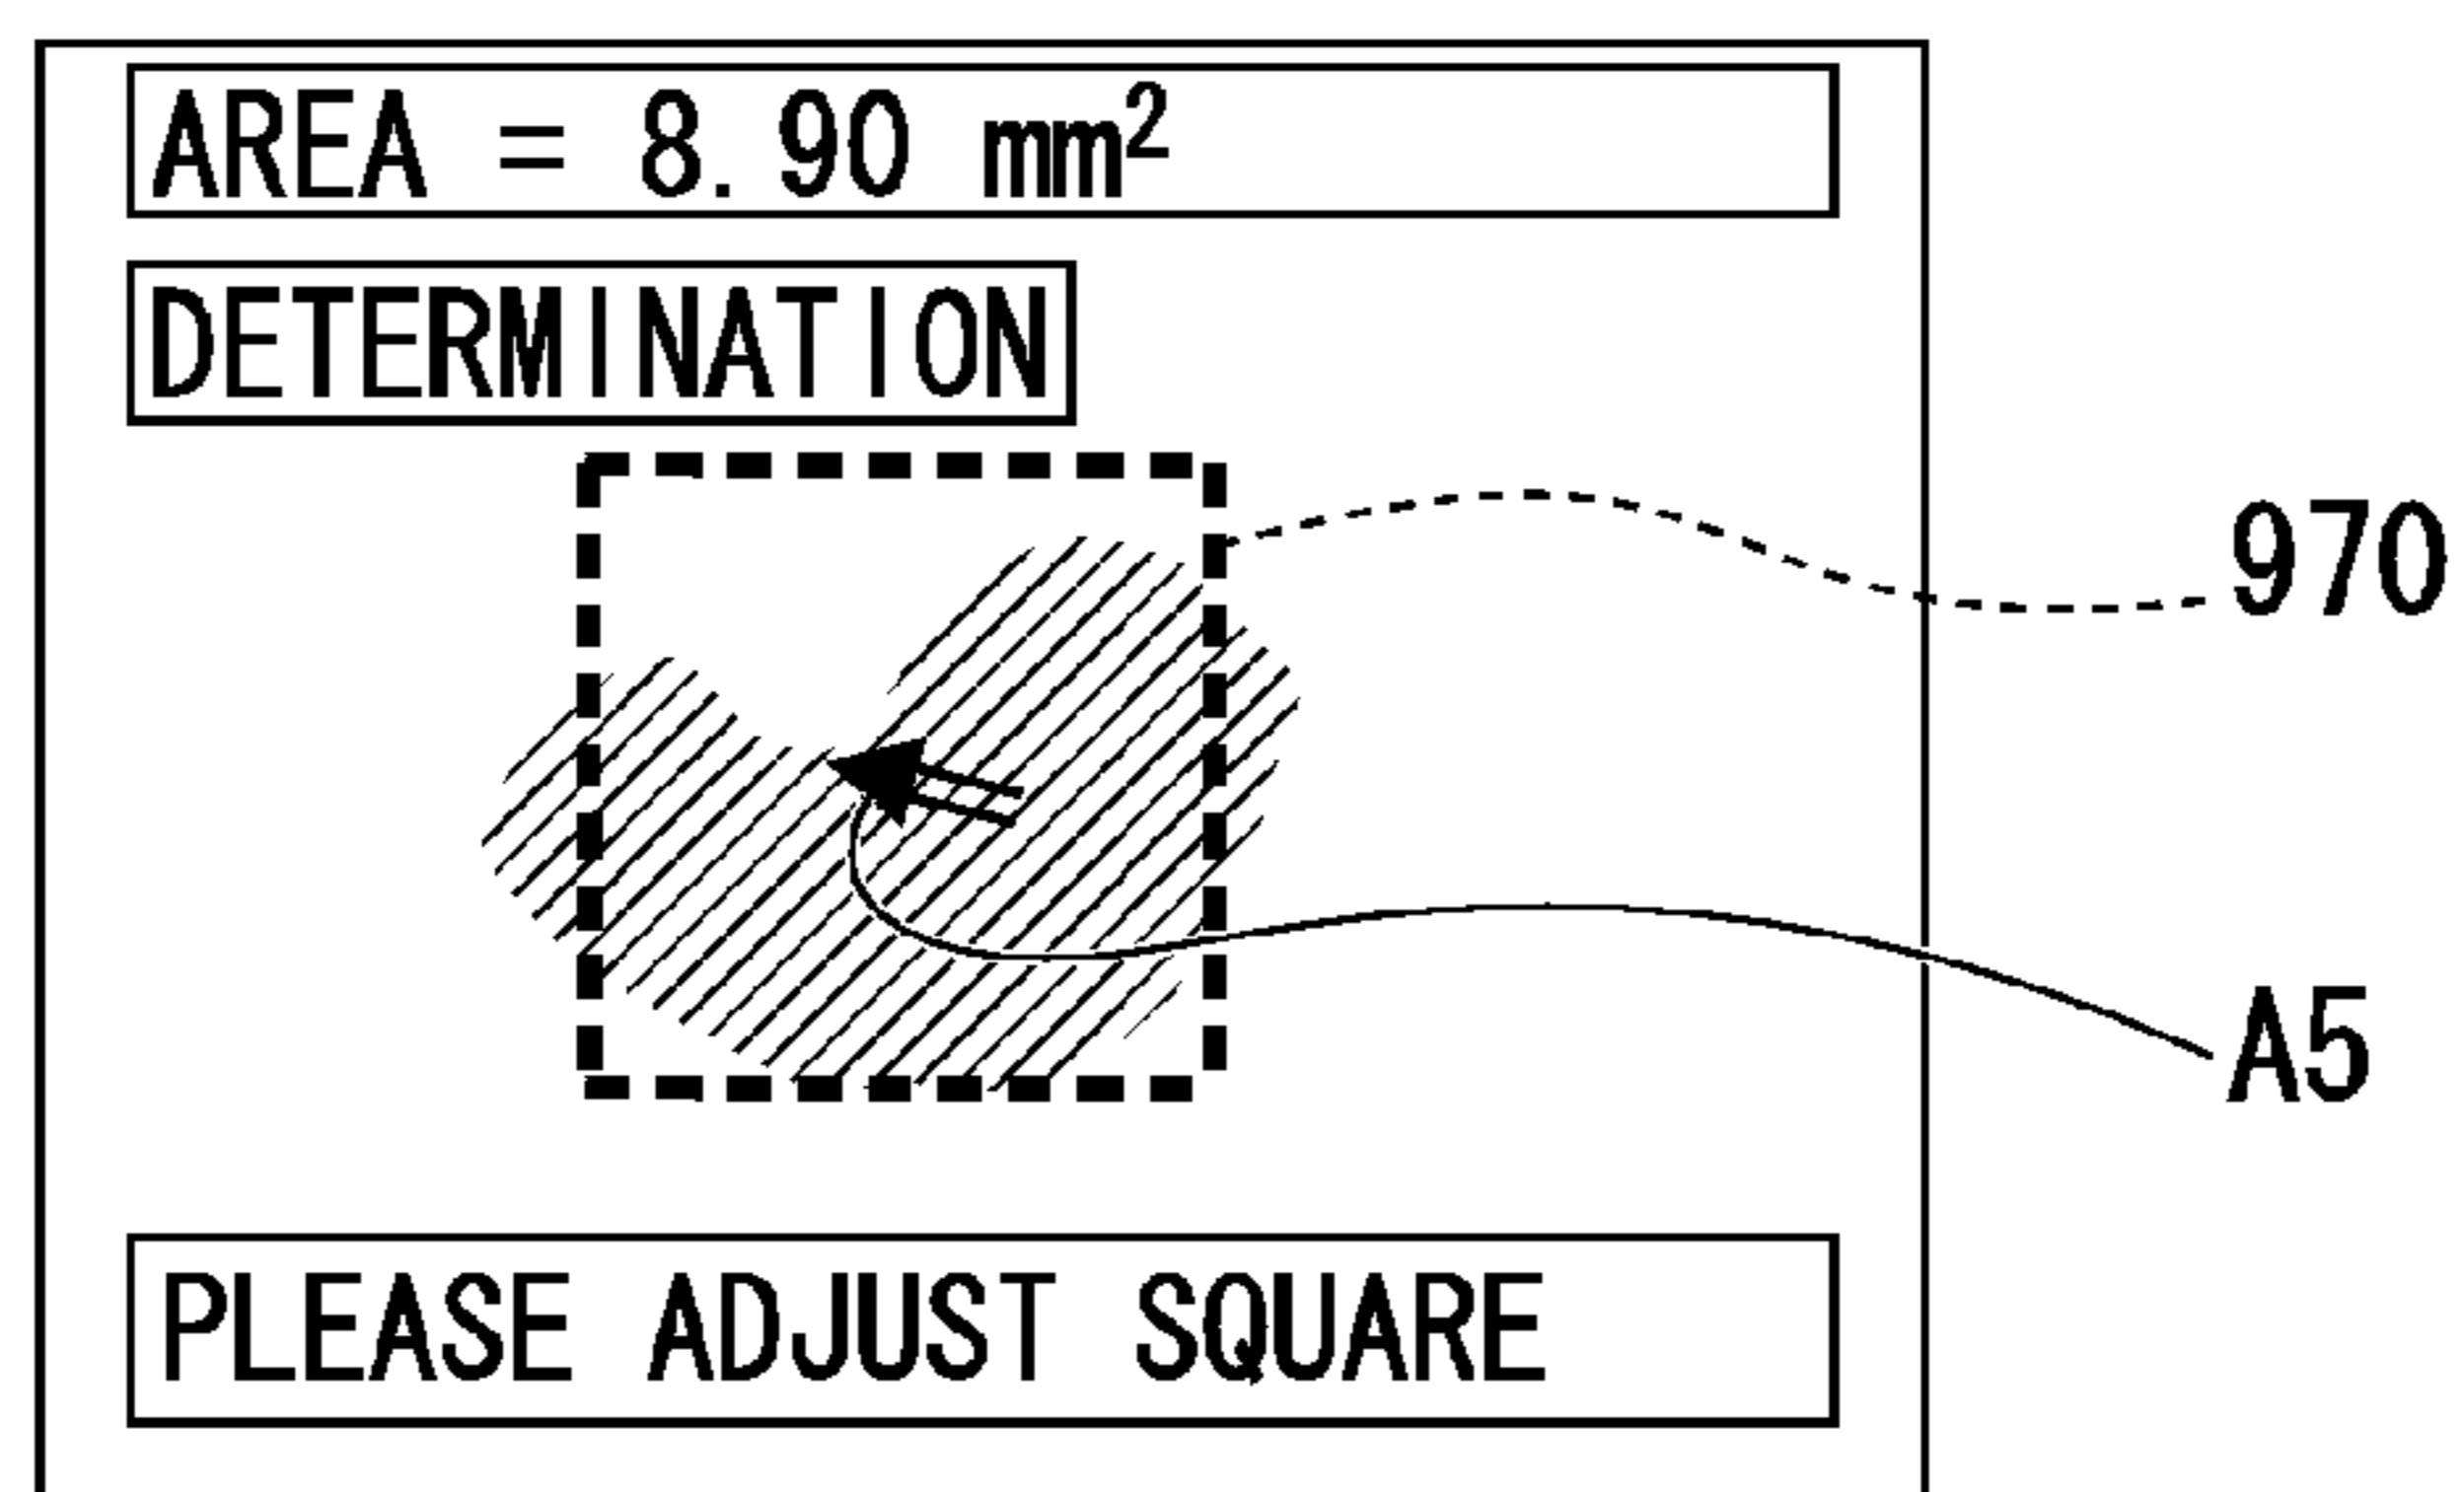 AREA = 8.90 mm²
DETERMINATION
970
A5
PLEASE ADJUST SQUARE